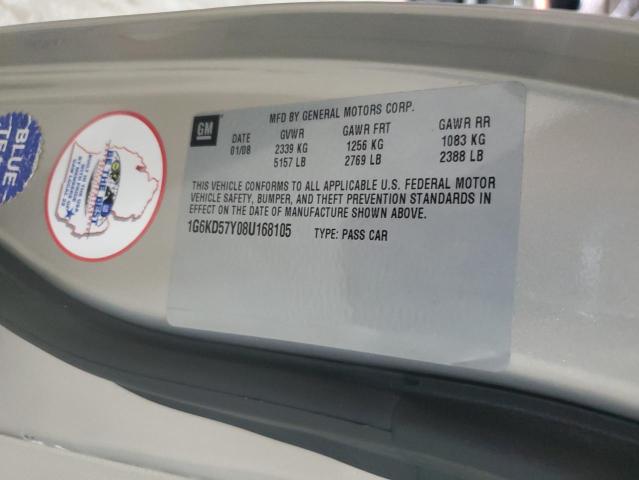 MFD BY GENERAL MOTORS CORP.
GM
DATE GVWR GAWR FRT GAWR RR
01/08 2339 KG 1256 KG 1083 KG
5157 LB 2769 LB 2388 LB
THIS VEHICLE CONFORMS TO ALL APPLICABLE U.S. FEDERAL MOTOR
VEHICLE SAFETY, BUMPER, AND THEFT PREVENTION STANDARDS IN
EFFECT ON THE DATE OF MANUFACTURE SHOWN ABOVE.
1G6KD57Y08U168105 TYPE: PASS CAR
BLUE